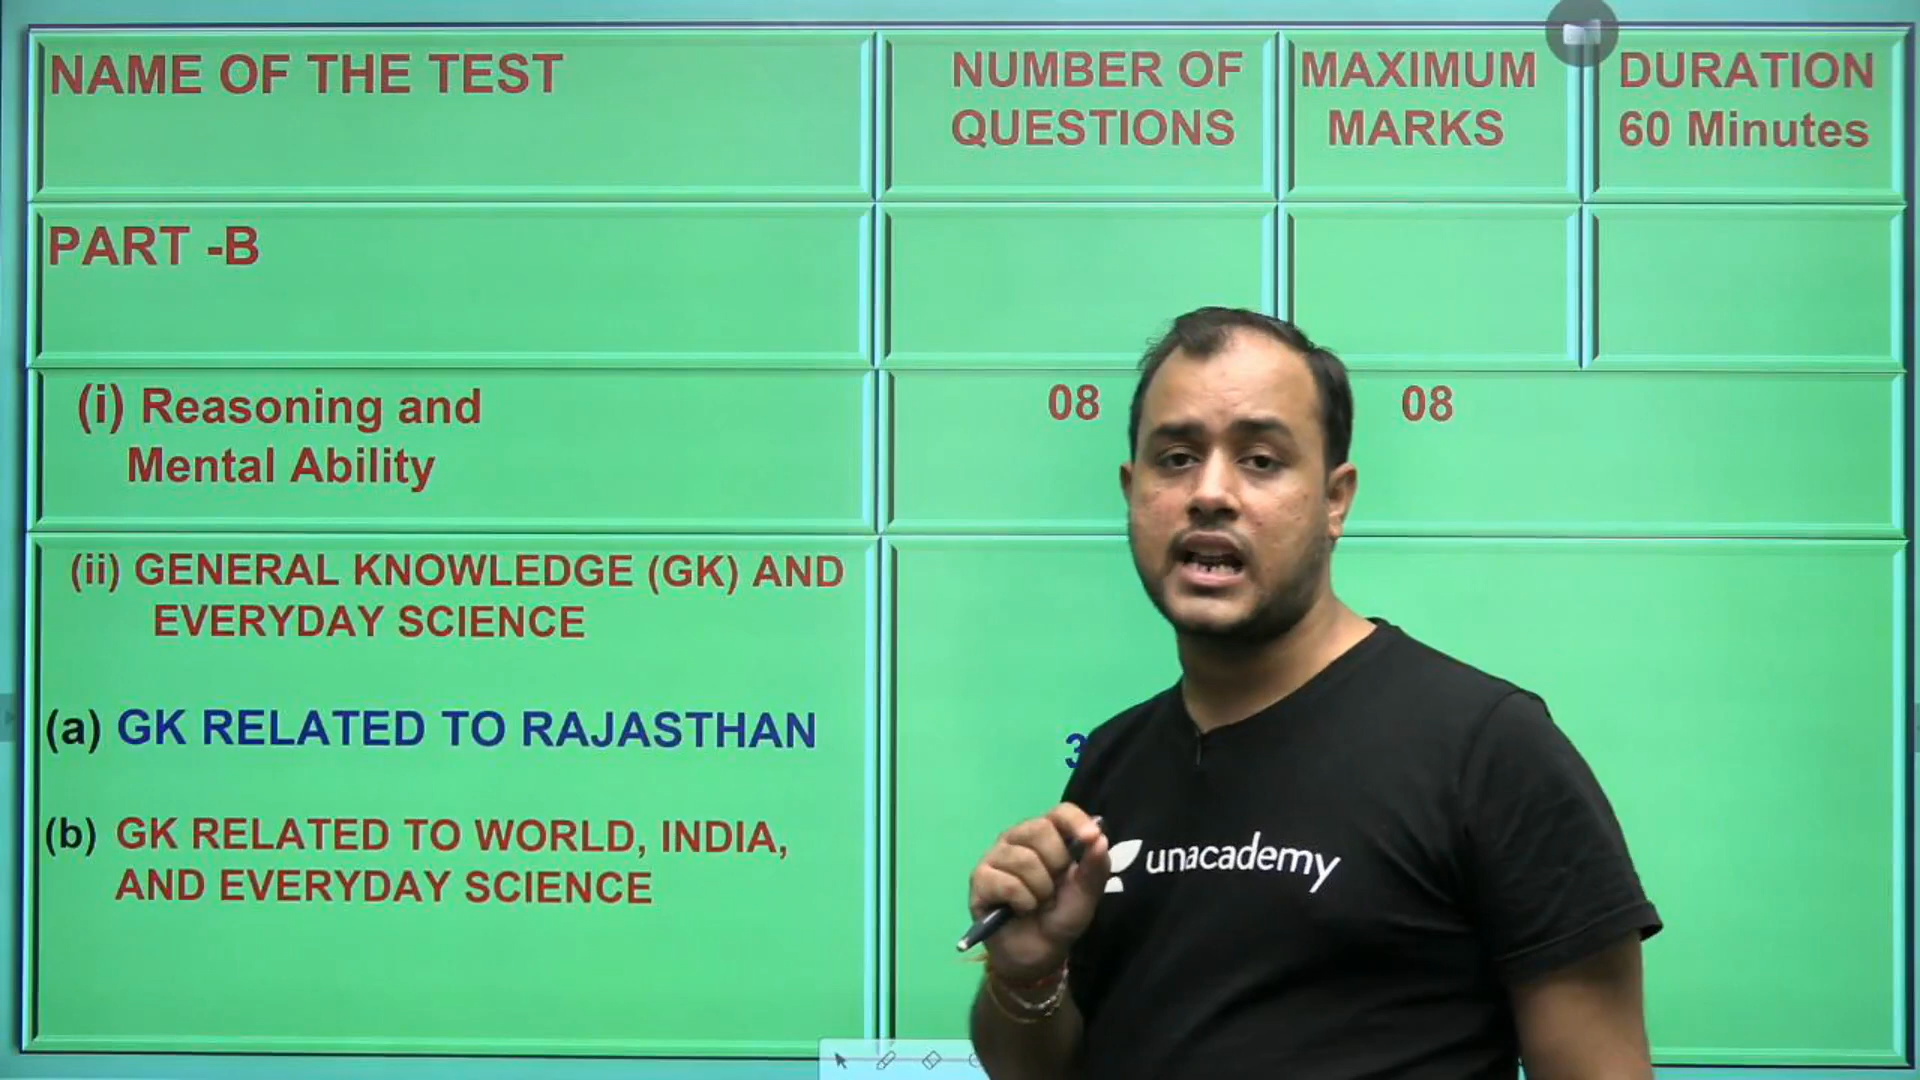 NAME OF THE TEST
NUMBER OF
QUESTIONS
MAXIMUM
MARKS
DURATION
60 Minutes
PART -B
(i) Reasoning and
Mental Ability
08
08
(ii) GENERAL KNOWLEDGE (GK) AND
EVERYDAY SCIENCE
(a) GK RELATED TO RAJASTHAN
(b) GK RELATED TO WORLD, INDIA,
AND EVERYDAY SCIENCE
unacademy